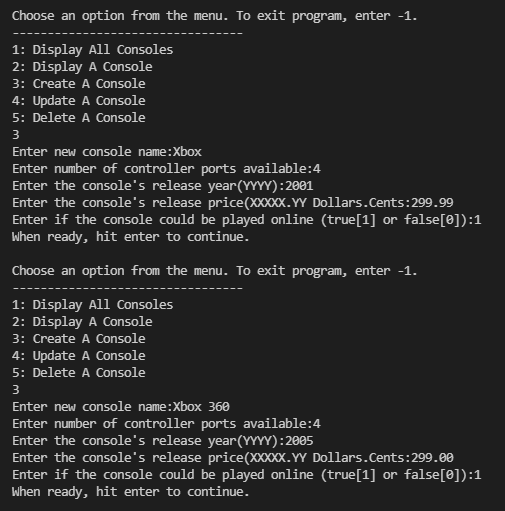 Choose an option from the menu. To exit program, enter -1.
---------------------------------
1: Display All Consoles
2: Display A Console
3: Create A Console
4: Update A Console
5: Delete A Console
3
Enter new console name:Xbox
Enter number of controller ports available:4
Enter the console's release year(YYYY):2001
Enter the console's release price(XXXXX.YY Dollars.Cents:299.99
Enter if the console could be played online (true[1] or false[0]):1
When ready, hit enter to continue.

Choose an option from the menu. To exit program, enter -1.
---------------------------------
1: Display All Consoles
2: Display A Console
3: Create A Console
4: Update A Console
5: Delete A Console
3
Enter new console name:Xbox 360
Enter number of controller ports available:4
Enter the console's release year(YYYY):2005
Enter the console's release price(XXXXX.YY Dollars.Cents:299.00
Enter if the console could be played online (true[1] or false[0]):1
When ready, hit enter to continue.